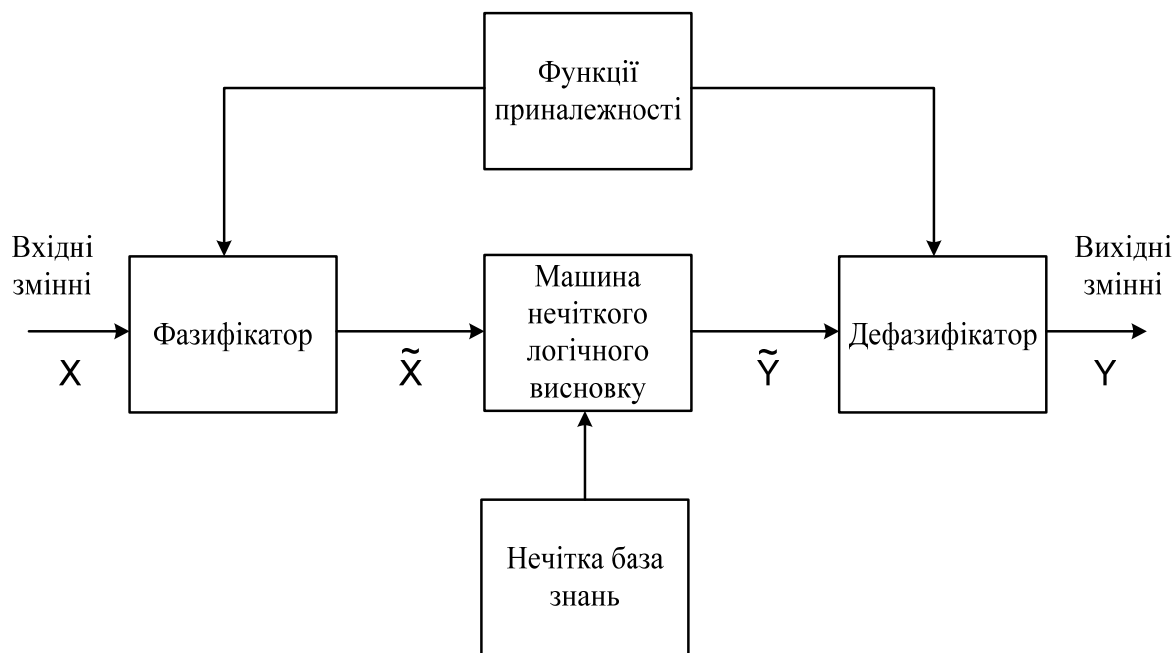 Функції
приналежності
Вхідні
змінні
X
Фазифікатор
X̃
Машина
нечіткого
логічного
висновку
Ỹ
Дефазифікатор
Вихідні
змінні
Y
Нечітка база
знань